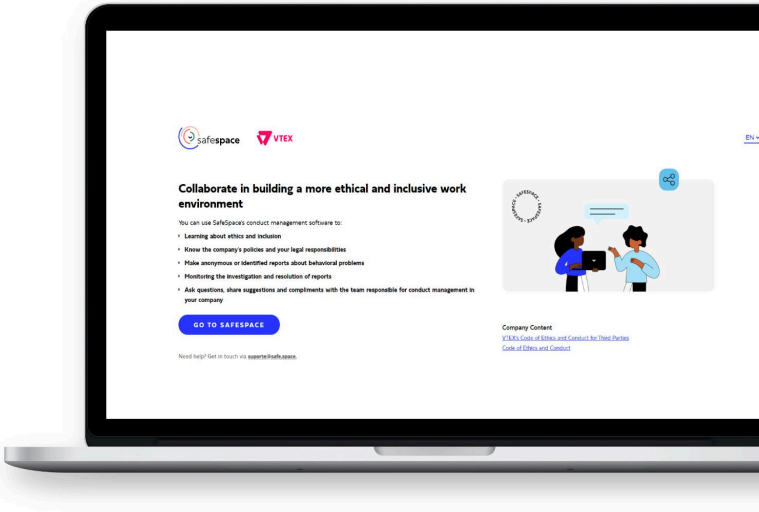 safespace
VTEX
EN
Collaborate in building a more ethical and inclusive work
environment
You can use SafeSpace's conduct management software to:
Learning about ethics and inclusion
Know the company's policies and your legal responsibilities
Make anonymous or identified reports about behavioral problems
Monitoring the investigation and resolution of reports
Ask questions, share suggestions and compliments with the team responsible for conduct management in
your company
GO TO SAFESPACE
Need help? Get in touch via suporte@safe.space.
SAFESPACE • SAFESPACE • SAFESPACE •
Company Content
VTEX's Code of Ethics and Conduct for Third Parties
Code of Ethics and Conduct